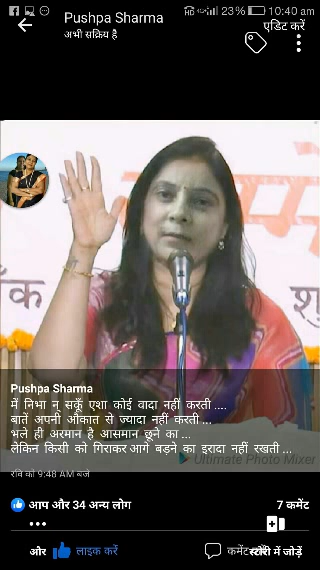 Pushpa Sharma
अभी सक्रिय है
23% 10:40 am
एडिट करें
ँक
शु
Pushpa Sharma
में निभा न् सकूँ एशा कोई वादा नहीं करती ....
बातें अपनी औकात से ज्यादा नहीं करती ...
भले ही अरमान है आसमान छूने का ...
लेकिन किसी को गिराकर आगे बड़ने का इरादा नहीं रखती ...
Ultimate Photo Mixer
रवि को 9:48 AM बजे
आप और 34 अन्य लोग
7 कमेंट
और
लाइक करें
स्टोरी में जोड़ें